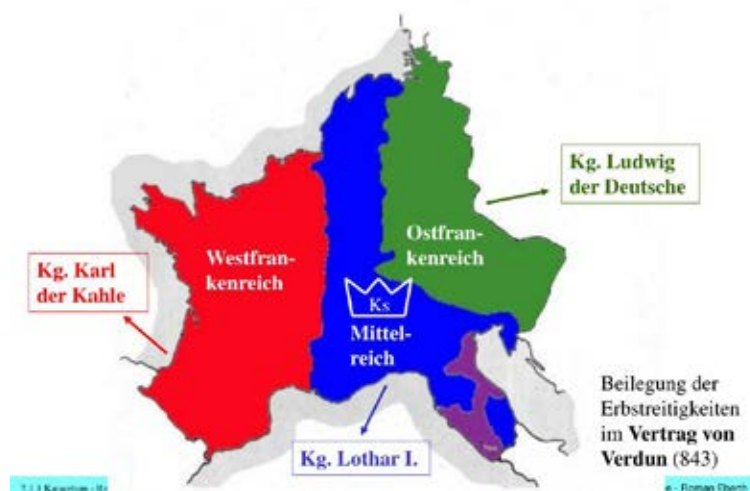 Kg. Ludwig
der Deutsche
Ostfran-
kenreich
Westfran-
kenreich
Kg. Karl
der Kahle
Ks
Mittel-
reich
Kg. Lothar I.
Beilegung der
Erbstreitigkeiten
im Vertrag von
Verdun (843)